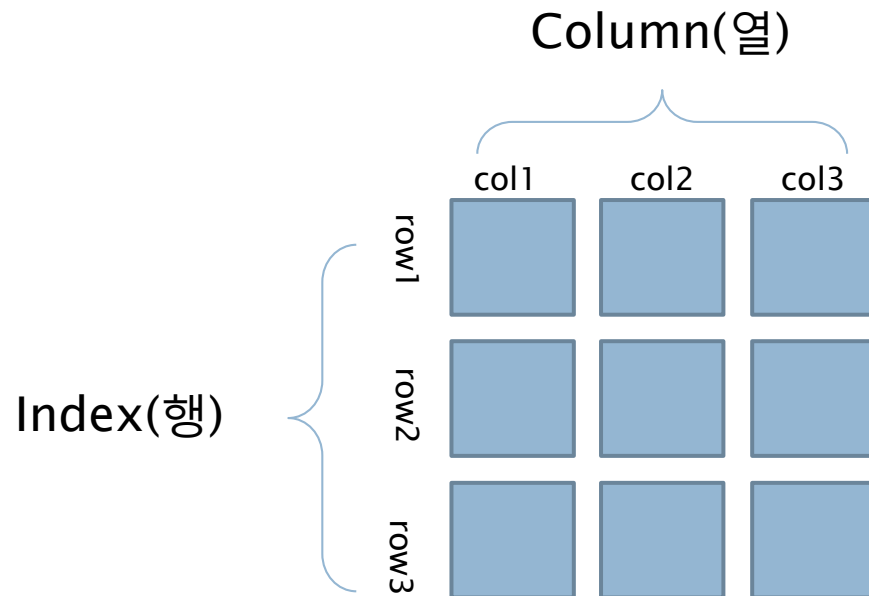 Column(열)
col1 col2 col3
row1
Index(행)
row2
row3